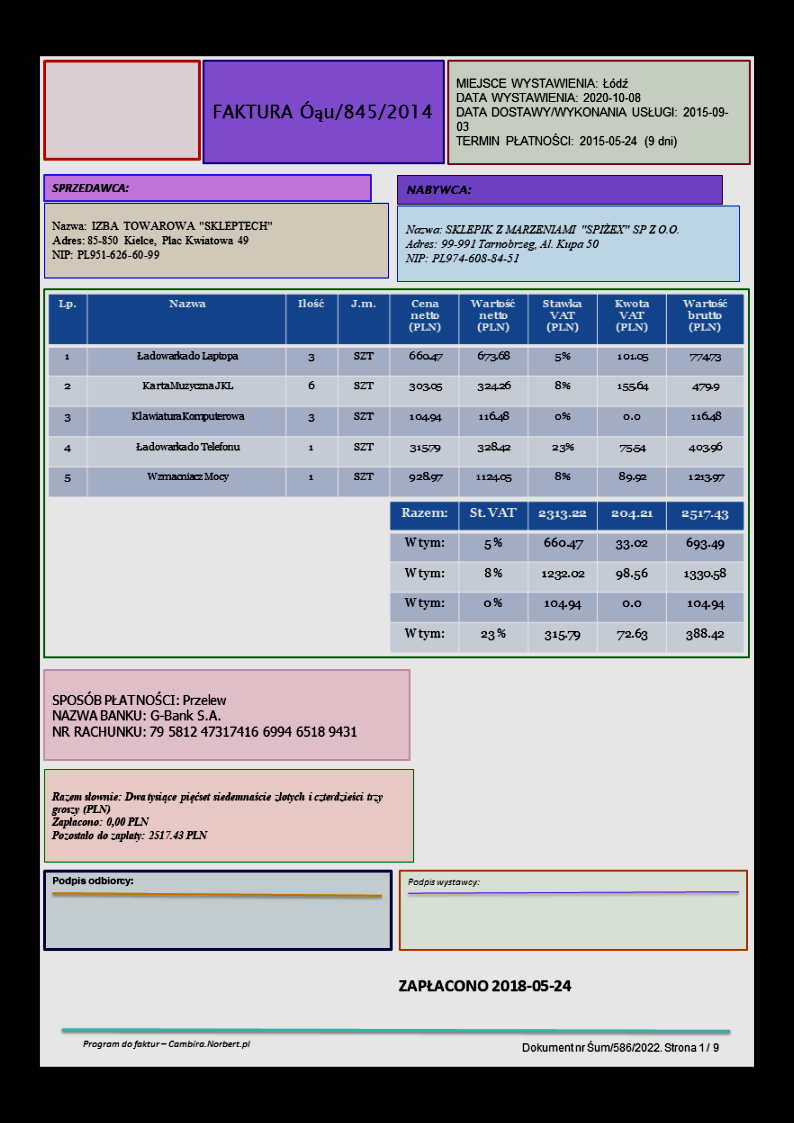 FAKTURA Óąu/845/2014
MIEJSCE WYSTAWIENIA: Łódź
DATA WYSTAWIENIA: 2020-10-08
DATA DOSTAWY/WYKONANIA USŁUGI: 2015-09-
03
TERMIN PŁATNOŚCI: 2015-05-24 (9 dni)
SPRZEDAWCA:
Nazwa: IZBA TOWAROWA "SKLEPTECH"
Adres: 85-850 Kielce, Plac Kwiatowa 49
NIP: PL951-626-60-99
NABYWCA:
Nazwa: SKLEPIK Z MARZENIAMI "SPIŻEX" SP Z O.O.
Adres: 99-991 Tarnobrzeg, Al. Kupa 50
NIP: PL974-608-84-51
Lp. Nazwa Ilość J.m. Cena netto (PLN) Wartość netto (PLN) Stawka VAT (PLN) Kwota VAT (PLN) Wartość brutto (PLN)
1 Ładowarka do Laptopa 3 SZT 660.47 673.68 5% 101.05 774.73
2 Karta Muzyczna JKL 6 SZT 303.05 324.26 8% 155.64 479.9
3 Klawiatura Komputerowa 3 SZT 104.94 116.48 0% 0.0 116.48
4 Ładowarka do Telefonu 1 SZT 315.79 328.42 23% 75.54 403.96
5 Wzmacniacz Mocy 1 SZT 928.97 1124.05 8% 89.92 1213.97
Razem: St. VAT 2313.22 204.21 2517.43
W tym: 5% 660.47 33.02 693.49
W tym: 8% 1232.02 98.56 1330.58
W tym: 0% 104.94 0.0 104.94
W tym: 23% 315.79 72.63 388.42
SPOSÓB PŁATNOŚCI: Przelew
NAZWA BANKU: G-Bank S.A.
NR RACHUNKU: 79 5812 47317416 6994 6518 9431
Razem słownie: Dwa tysiące pięćset siedemnaście złotych i czterdzieści trzy
groszy (PLN)
Zapłacono: 0,00 PLN
Pozostało do zapłaty: 2517.43 PLN
Podpis odbiorcy:
Podpis wystawcy:
ZAPŁACONO 2018-05-24
Program do faktur – Cambira.Norbert.pl
Dokument nr Śum/586/2022. Strona 1 / 9